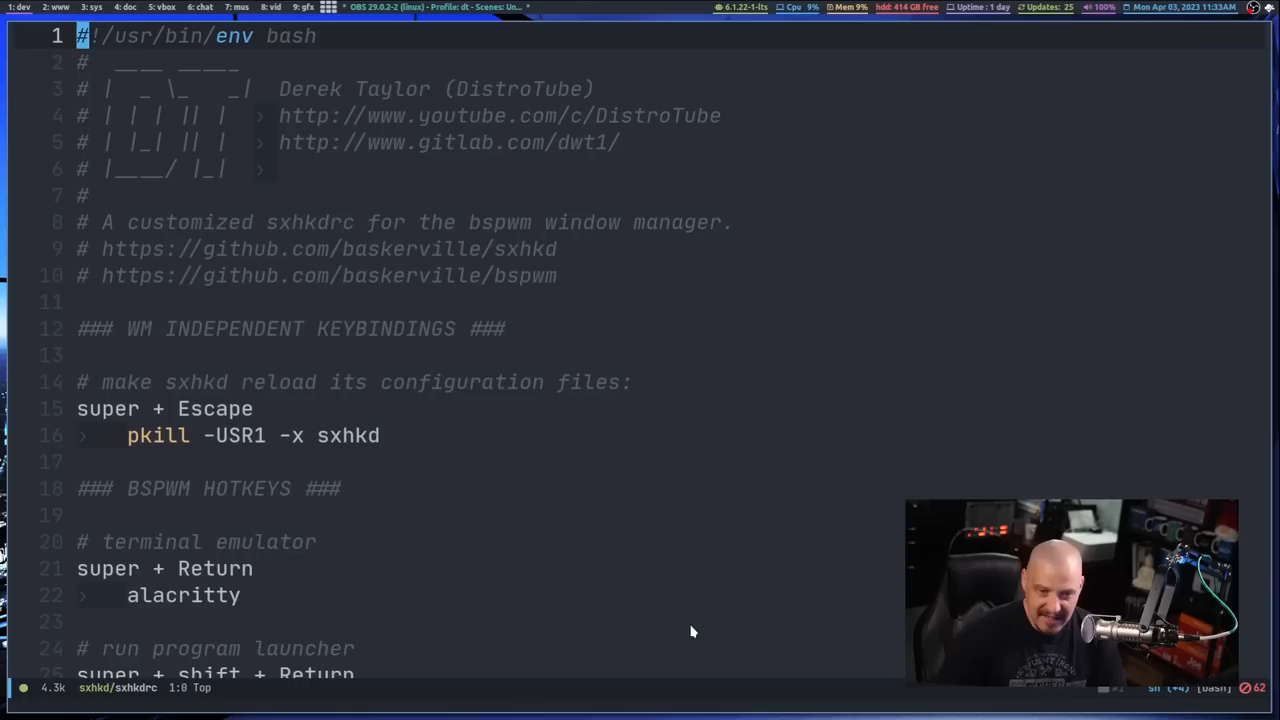 1: dev 2: www 3: sys 4: doc 5: vbox 6: chat 7: mus 8: vid 9: gfx * OBS 29.0.2-2 (linux) - Profile: dt - Scenes: Un... * 6.1.22-1-lts Cpu 9% Mem 9% hdd: 414 GB free Uptime : 1 day Updates: 25 100% Mon Apr 03, 2023 11:33AM
1 #!/usr/bin/env bash
2 #  ____ _____
3 # |  _ \_   _|  Derek Taylor (DistroTube)
4 # | | | || |  › http://www.youtube.com/c/DistroTube
5 # | |_| || |  › http://www.gitlab.com/dwt1/
6 # |____/ |_|  ›
7 #
8 # A customized sxhkdrc for the bspwm window manager.
9 # https://github.com/baskerville/sxhkd
10 # https://github.com/baskerville/bspwm
11
12 ### WM INDEPENDENT KEYBINDINGS ###
13
14 # make sxhkd reload its configuration files:
15 super + Escape
16 ›   pkill -USR1 -x sxhkd
17
18 ### BSPWM HOTKEYS ###
19
20 # terminal emulator
21 super + Return
22 ›   alacritty
23
24 # run program launcher
25 super + shift + Return
4.3k sxhkd/sxhkdrc 1:0 Top #1 sh (+4) [bash] 62